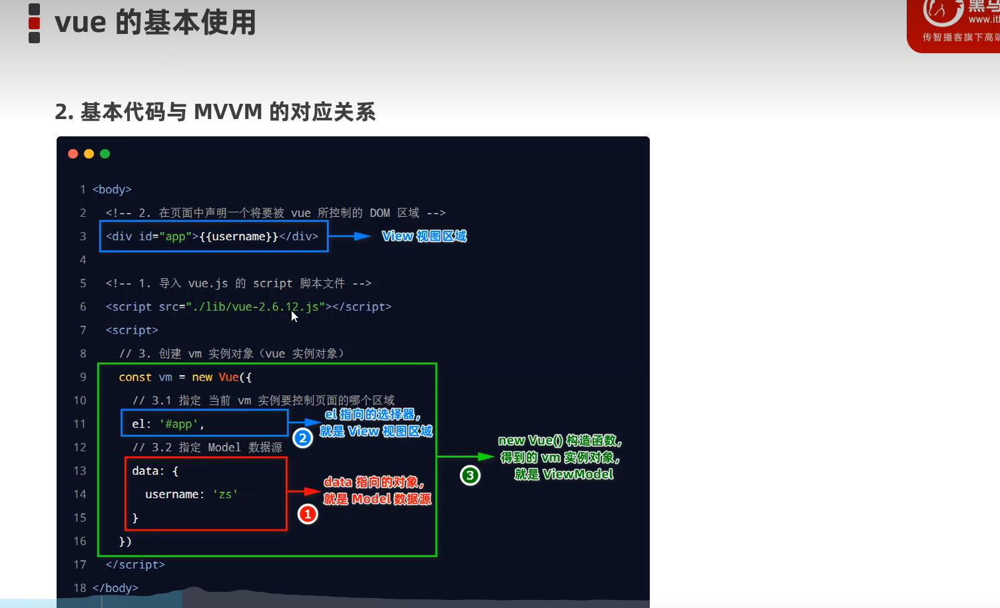 vue 的基本使用
黑马
www.it
传智播客旗下高端
2. 基本代码与 MVVM 的对应关系
1 <body>
2 <!-- 2. 在页面中声明一个将要被 vue 所控制的 DOM 区域 -->
3 <div id="app">{{username}}</div>
View 视图区域
4
5 <!-- 1. 导入 vue.js 的 script 脚本文件 -->
6 <script src="./lib/vue-2.6.12.js"></script>
7 <script>
8 // 3. 创建 vm 实例对象（vue 实例对象）
9 const vm = new Vue({
10 // 3.1 指定 当前 vm 实例要控制页面的哪个区域
11 el: '#app',
2
el 指向的选择器，
就是 View 视图区域
12 // 3.2 指定 Model 数据源
13 data: {
14 username: 'zs'
15 }
1
data 指向的对象，
就是 Model 数据源
16 })
3
new Vue() 构造函数，
得到的 vm 实例对象，
就是 ViewModel
17 </script>
18 </body>